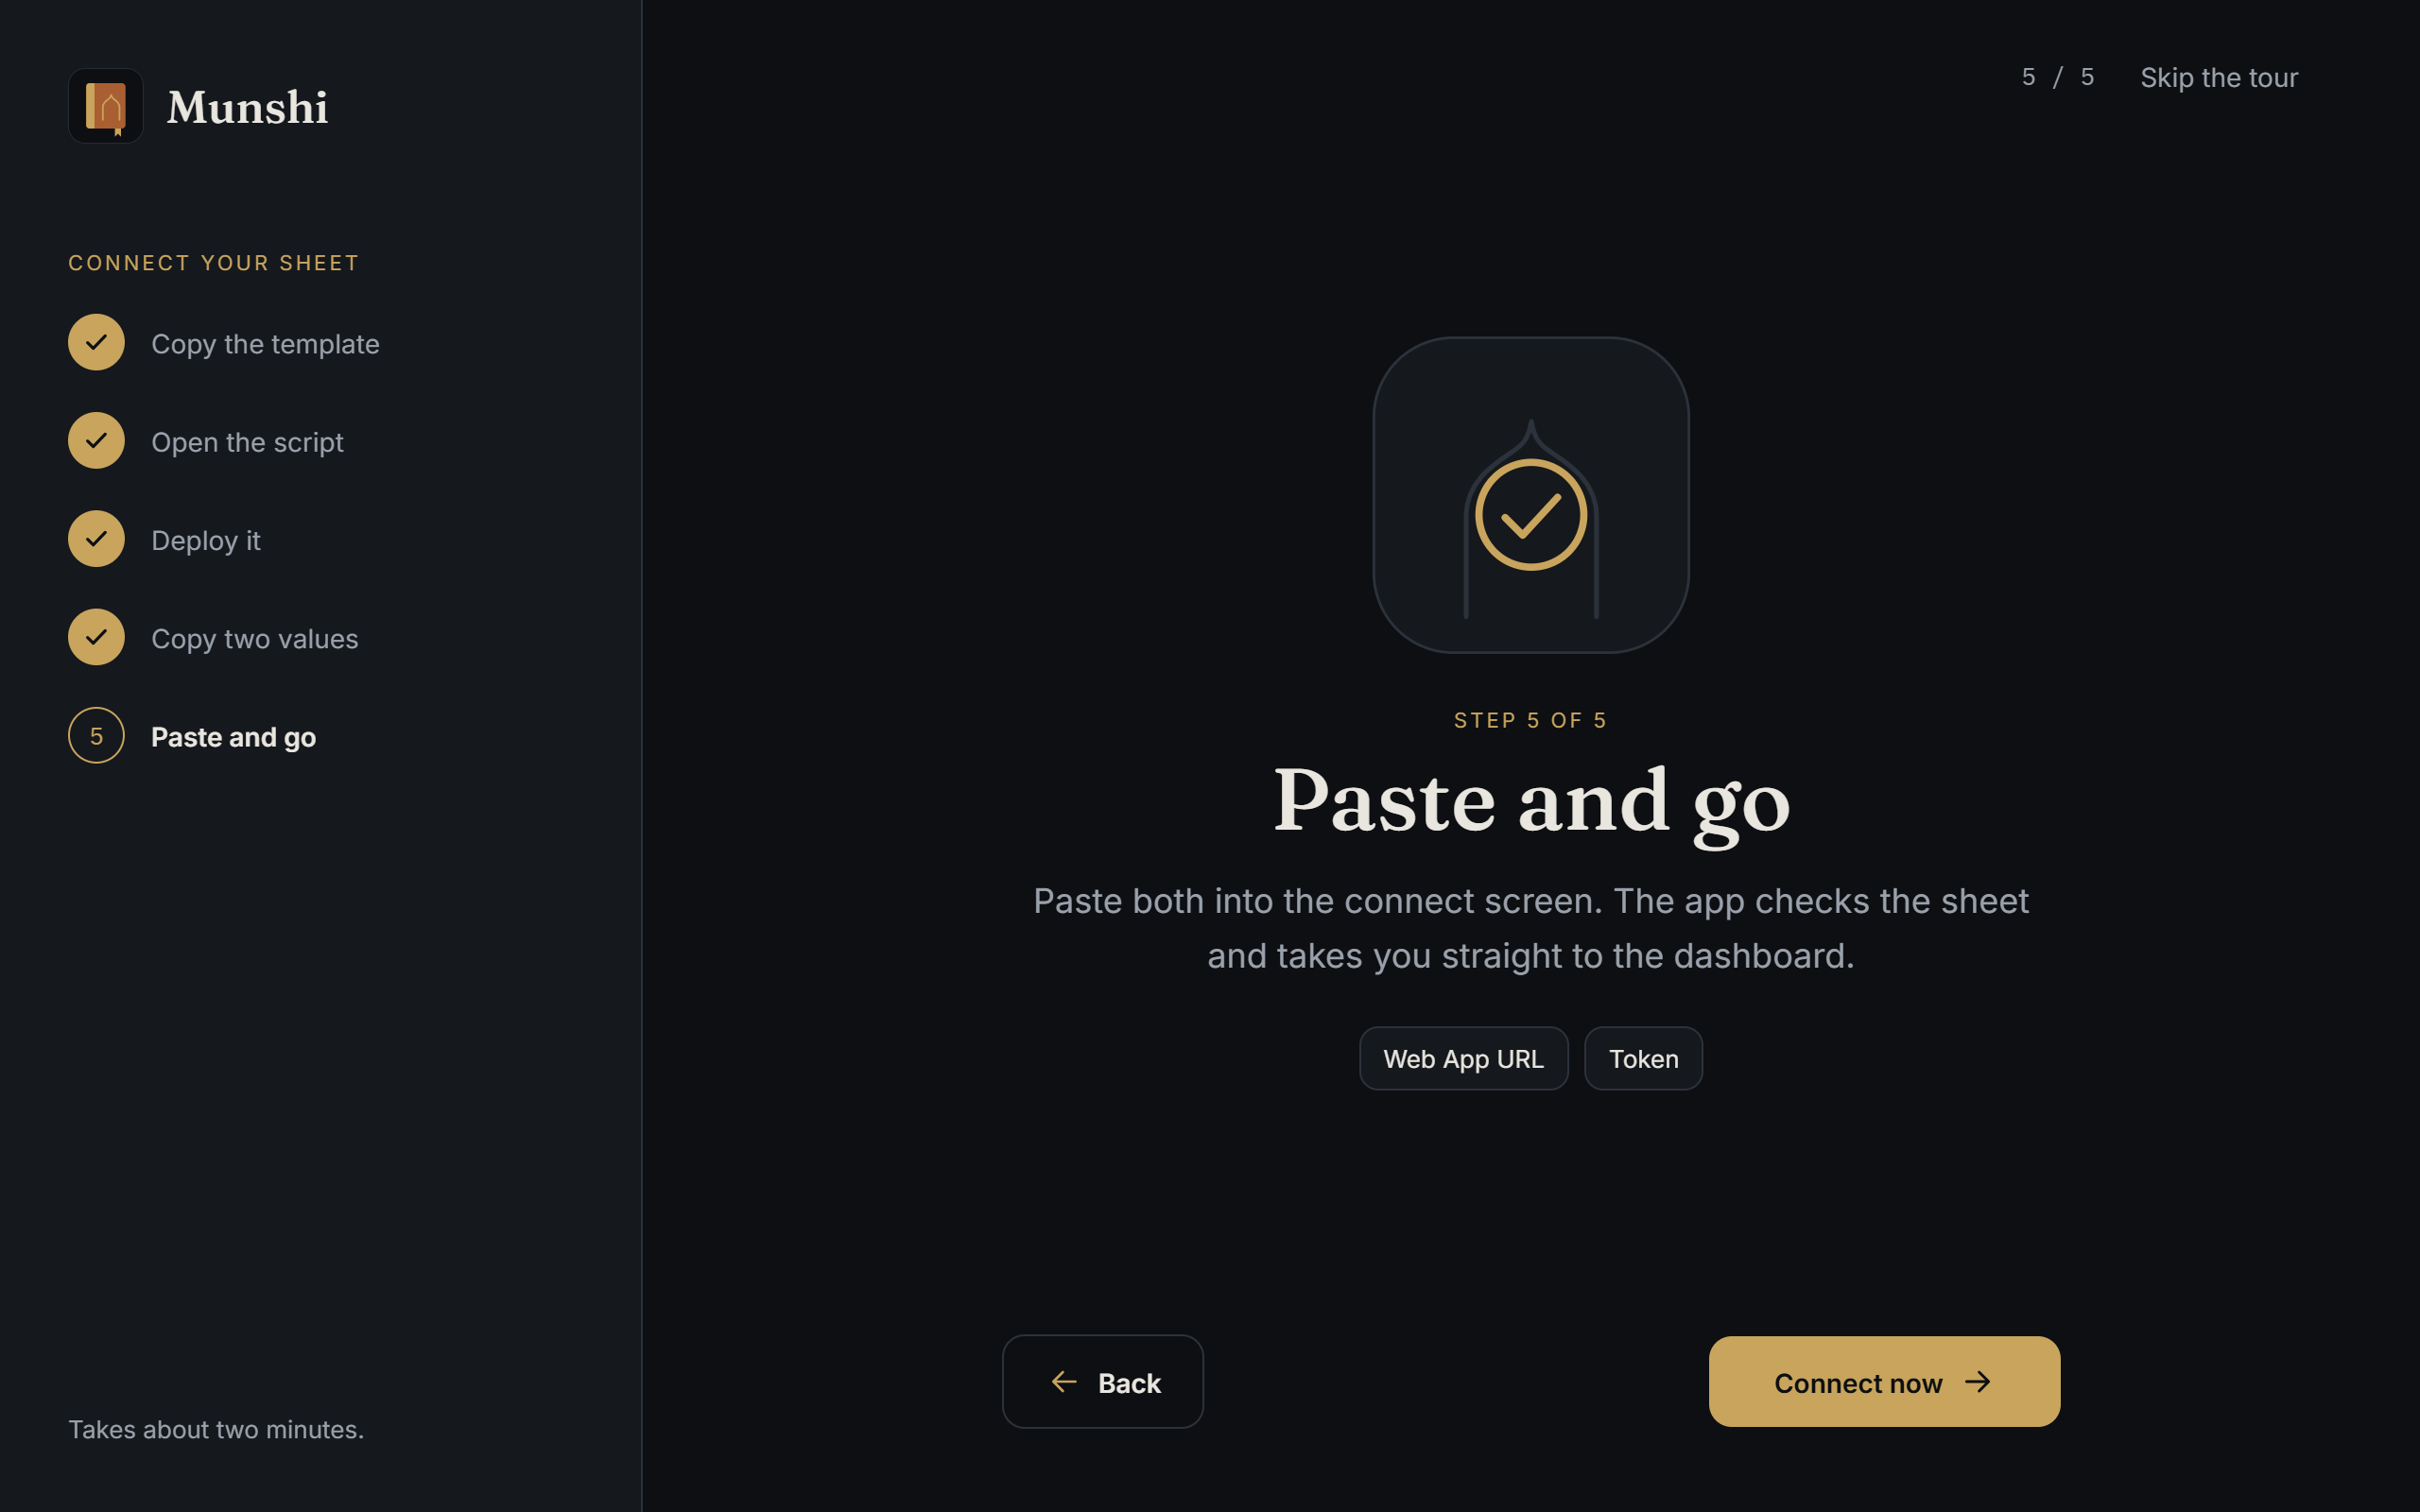 Munshi
CONNECT YOUR SHEET
Copy the template
Open the script
Deploy it
Copy two values
5 Paste and go
Takes about two minutes.
5 / 5 Skip the tour
STEP 5 OF 5
Paste and go
Paste both into the connect screen. The app checks the sheet
and takes you straight to the dashboard.
Web App URL Token
Back Connect now